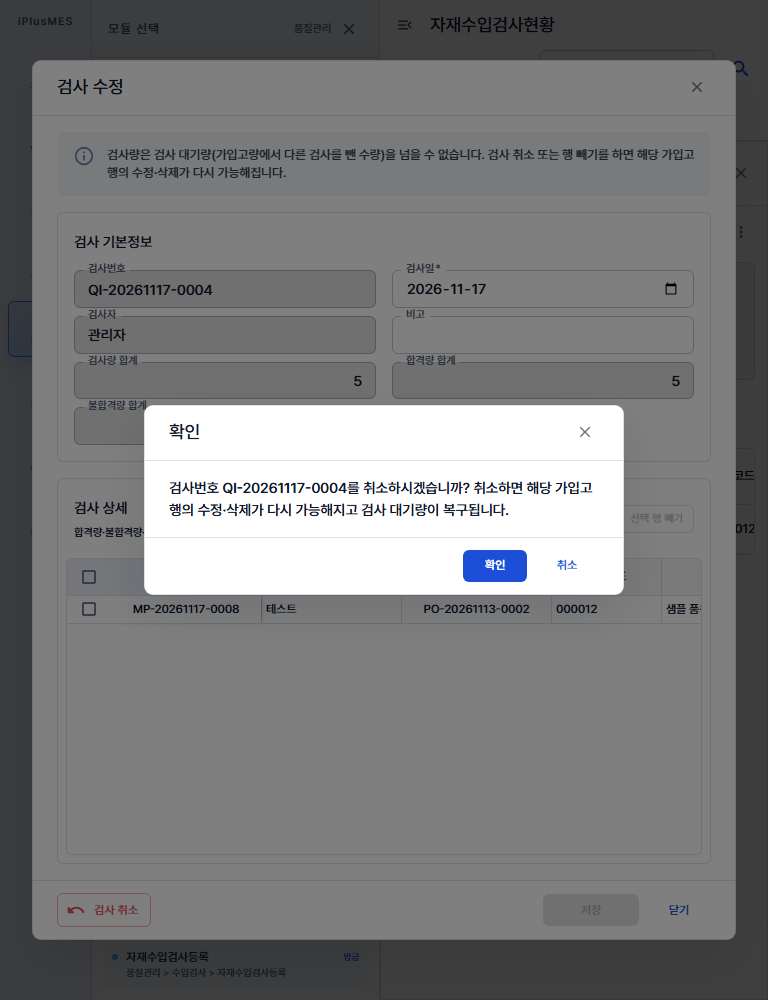 iPlusMES
모듈 선택
품질관리
자재수입검사현황
검사 수정
검사량은 검사 대기량(가입고량에서 다른 검사를 뺀 수량)을 넘을 수 없습니다. 검사 취소 또는 행 빼기를 하면 해당 가입고
행의 수정·삭제가 다시 가능해집니다.
검사 기본정보
검사번호
QI-20261117-0004
검사일*
2026-11-17
검사자
관리자
비고
검사량 합계
5
합격량 합계
5
불합격량 합계
확인
검사번호 QI-20261117-0004를 취소하시겠습니까? 취소하면 해당 가입고
행의 수정·삭제가 다시 가능해지고 검사 대기량이 복구됩니다.
확인
취소
검사 상세
합격량·불합격량
선택 행 빼기
코드
012
MP-20261117-0008
테스트
PO-20261113-0002
000012
샘플 품
검사 취소
저장
닫기
자재수입검사등록
방금
품질관리 > 수입검사 > 자재수입검사등록